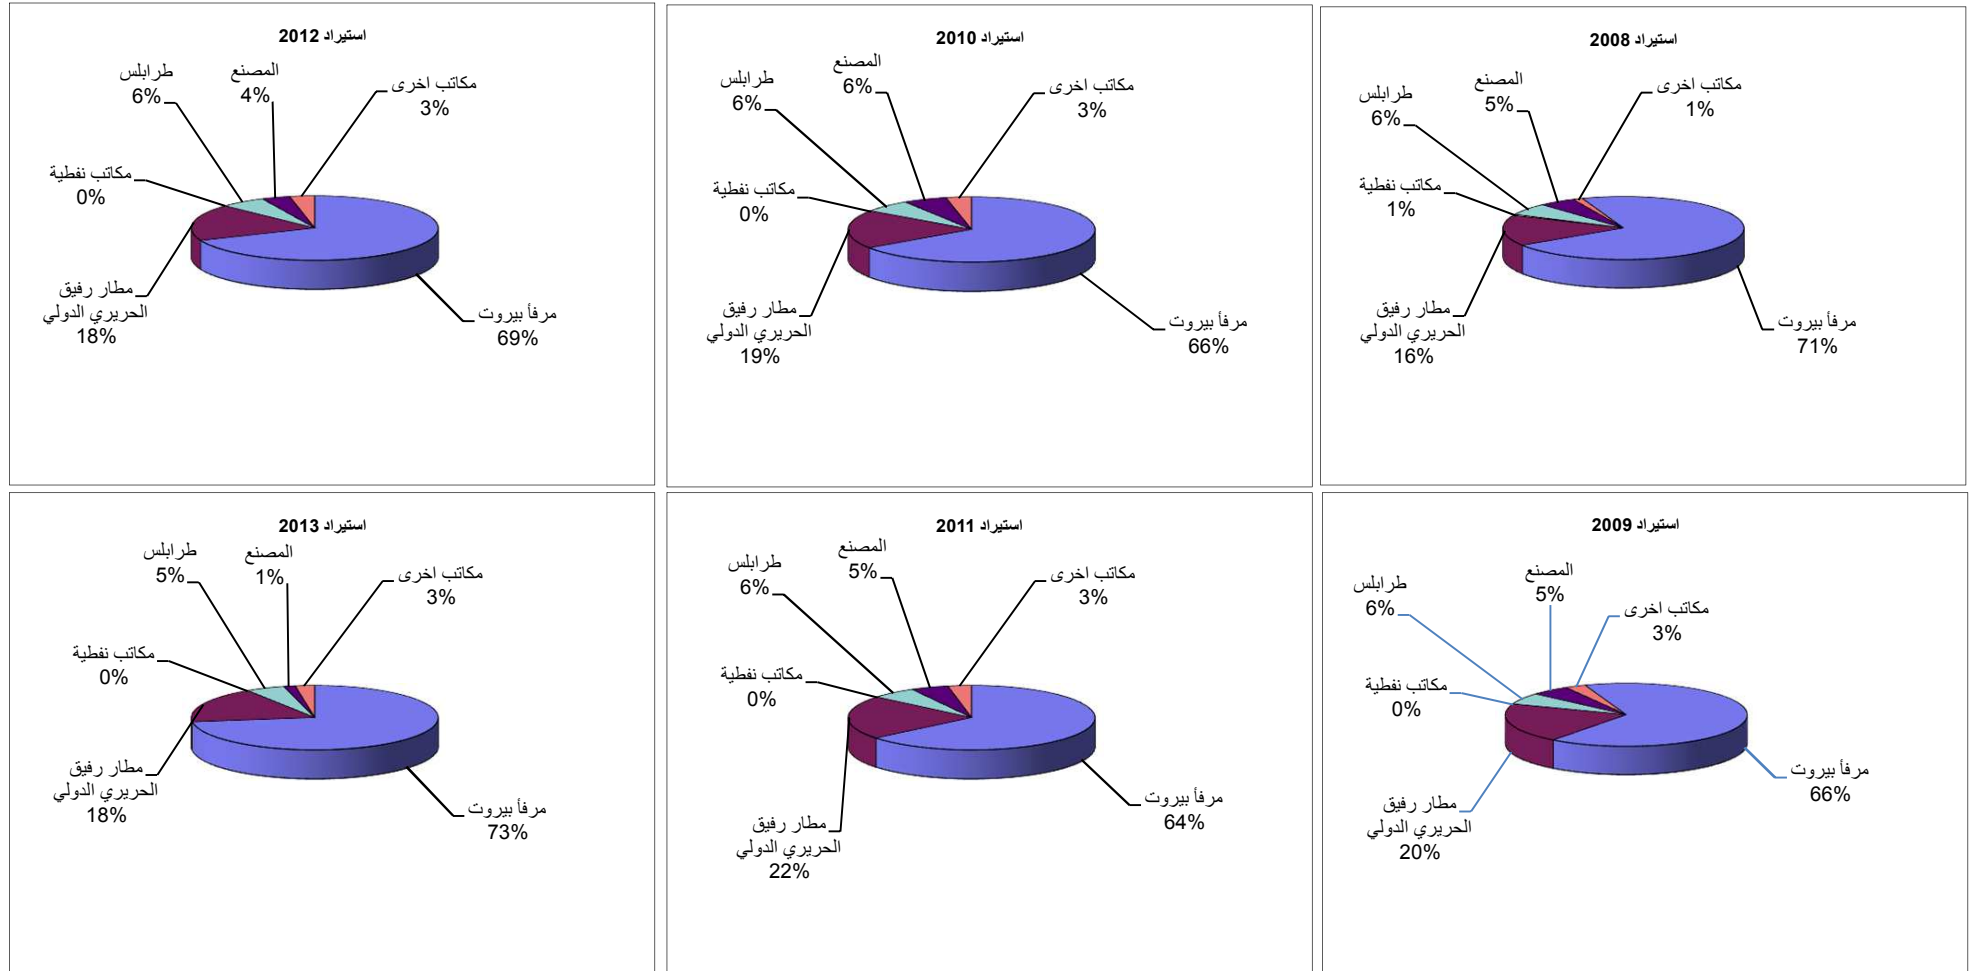 استيراد 2008
مكاتب اخرى
1%
المصنع
5%
طرابلس
6%
مكاتب نفطية
1%
مطار رفيق
الحريري الدولي
16%
مرفأ بيروت
71%
استيراد 2010
مكاتب اخرى
3%
المصنع
6%
طرابلس
6%
مكاتب نفطية
0%
مطار رفيق
الحريري الدولي
19%
مرفأ بيروت
66%
استيراد 2012
مكاتب اخرى
3%
المصنع
4%
طرابلس
6%
مكاتب نفطية
0%
مطار رفيق
الحريري الدولي
18%
مرفأ بيروت
69%
استيراد 2009
المصنع
5%
مكاتب اخرى
3%
طرابلس
6%
مكاتب نفطية
0%
مطار رفيق
الحريري الدولي
20%
مرفأ بيروت
66%
استيراد 2011
مكاتب اخرى
3%
المصنع
5%
طرابلس
6%
مكاتب نفطية
0%
مطار رفيق
الحريري الدولي
22%
مرفأ بيروت
64%
استيراد 2013
مكاتب اخرى
3%
المصنع
1%
طرابلس
5%
مكاتب نفطية
0%
مطار رفيق
الحريري الدولي
18%
مرفأ بيروت
73%